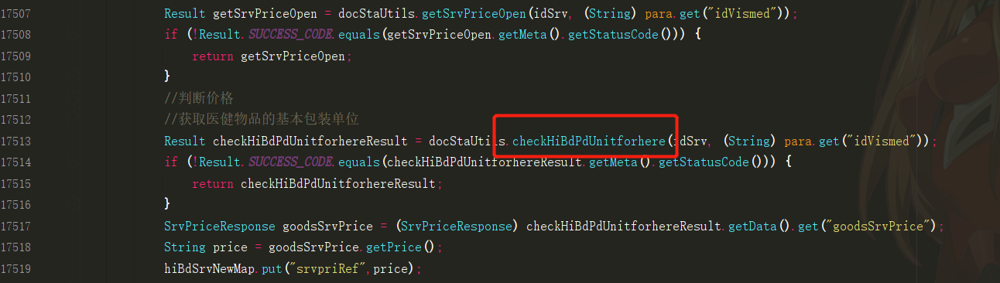 17507 Result getSrvPriceOpen = docStaUtils.getSrvPriceOpen(idSrv, (String) para.get("idVismed"));
17508 if (!Result.SUCCESS_CODE.equals(getSrvPriceOpen.getMeta().getStatusCode())) {
17509 return getSrvPriceOpen;
17510 }
17511 //判断价格
17512 //获取医健物品的基本包装单位
17513 Result checkHiBdPdUnitforhereResult = docStaUtils.checkHiBdPdUnitforhere(idSrv, (String) para.get("idVismed"));
17514 if (!Result.SUCCESS_CODE.equals(checkHiBdPdUnitforhereResult.getMeta().getStatusCode())) {
17515 return checkHiBdPdUnitforhereResult;
17516 }
17517 SrvPriceResponse goodsSrvPrice = (SrvPriceResponse) checkHiBdPdUnitforhereResult.getData().get("goodsSrvPrice");
17518 String price = goodsSrvPrice.getPrice();
17519 hiBdSrvNewMap.put("srvpriRef",price);